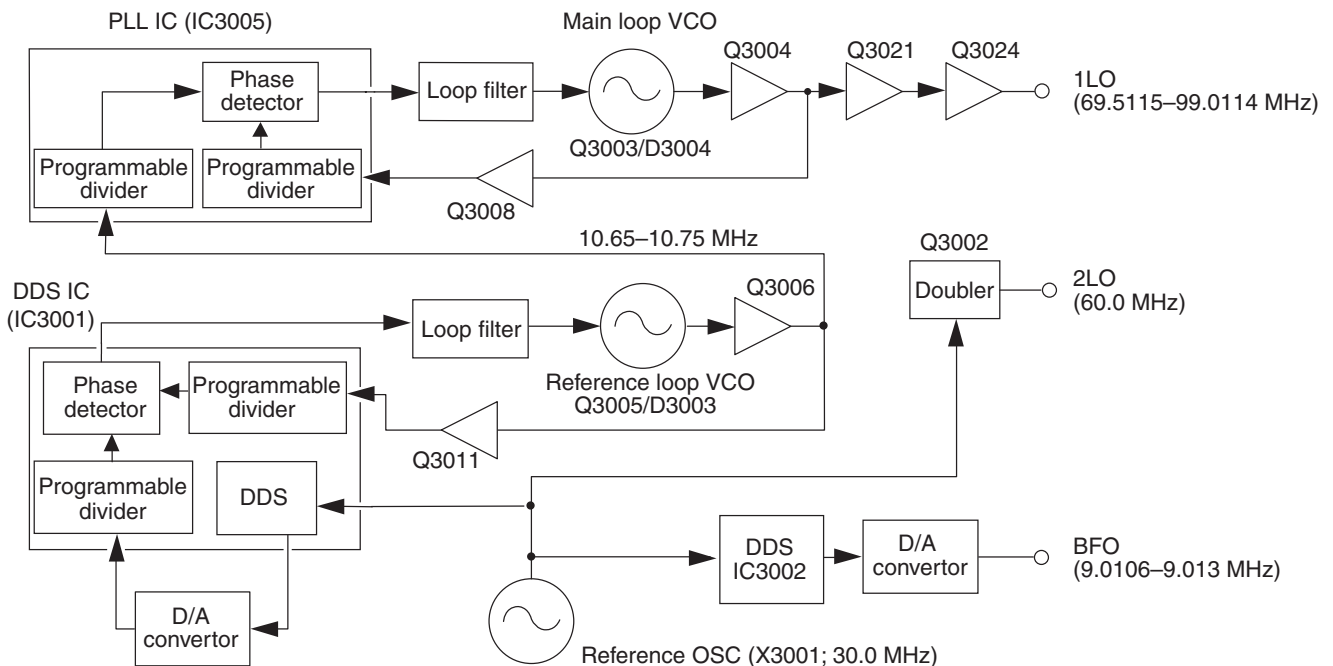 PLL IC (IC3005)
Main loop VCO
Q3004
Q3021
Q3024
Phase
detector
Loop filter
1LO
(69.5115–99.0114 MHz)
Q3003/D3004
Programmable
divider
Programmable
divider
Q3008
10.65–10.75 MHz
Q3002
DDS IC
(IC3001)
Q3006
Doubler
2LO
(60.0 MHz)
Loop filter
Phase
detector
Programmable
divider
Reference loop VCO
Q3005/D3003
Q3011
Programmable
divider
DDS
DDS
IC3002
D/A
convertor
BFO
(9.0106–9.013 MHz)
D/A
convertor
Reference OSC (X3001; 30.0 MHz)